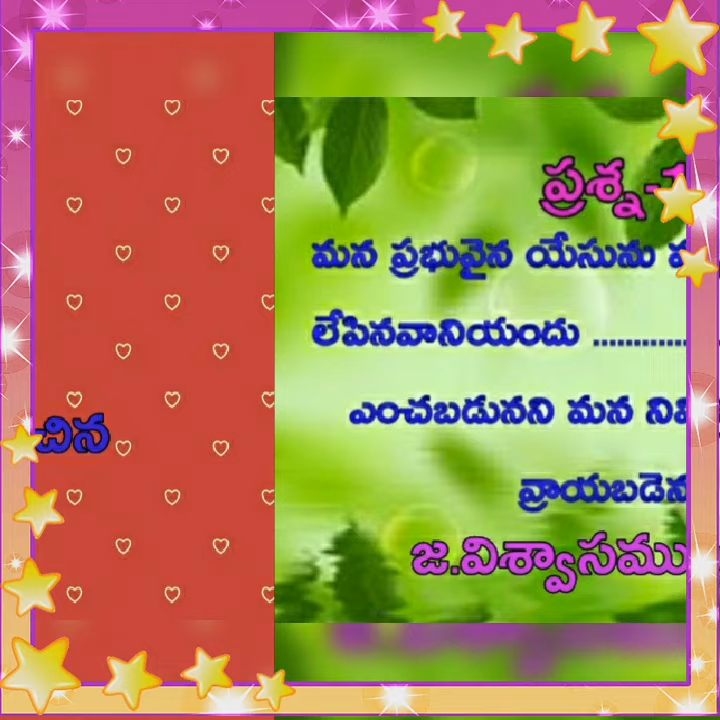 ప్రశ్న-
మన ప్రభువైన యేసును
లేపినవానియందు ............
ఎంచబడునని మన
వ్రాయబడెన
జ.విశ్వాసము
చిన